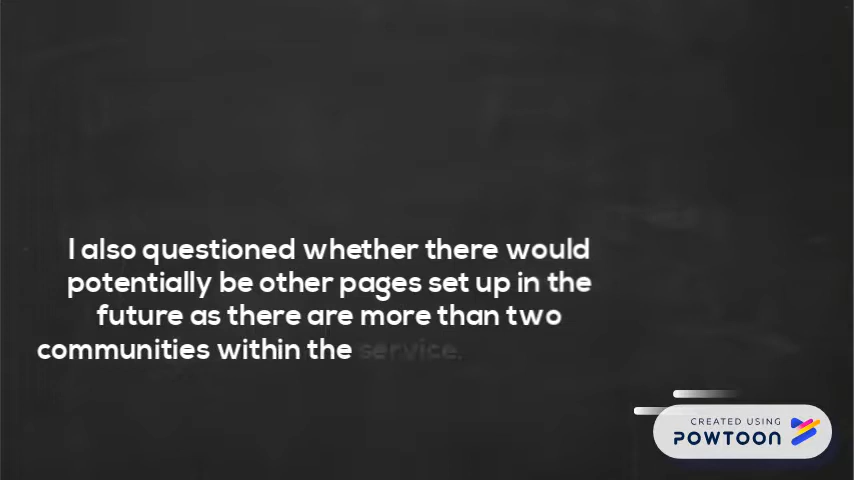 I also questioned whether there would
potentially be other pages set up in the
future as there are more than two
communities within the service.
CREATED USING
POWTOON